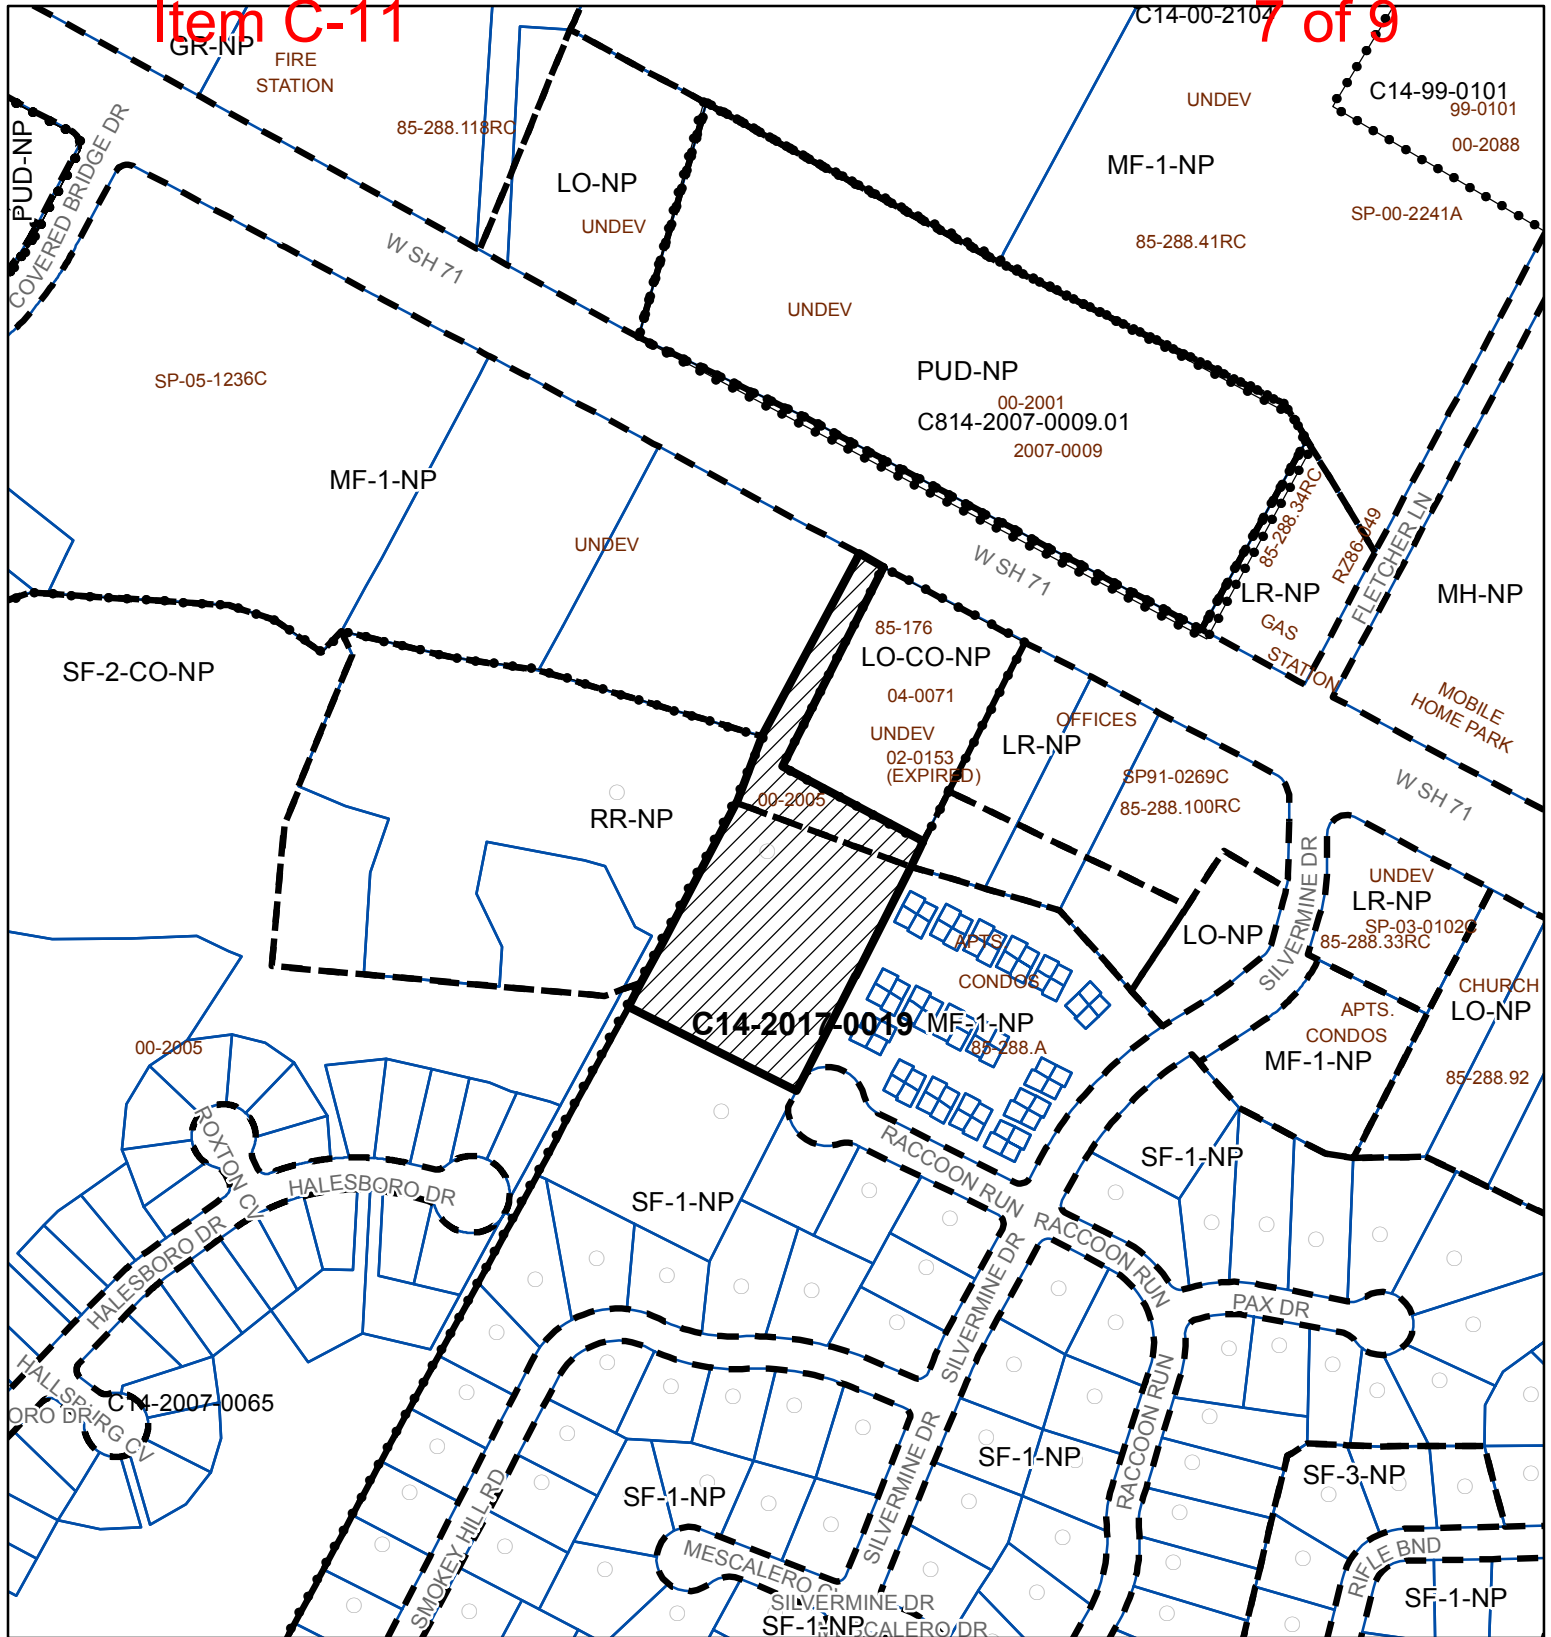 Item C-11
7 of 9
C14-00-2104
GR-NP
FIRE
STATION
85-288.118RC
PUD-NP
COVERED BRIDGE DR
LO-NP
UNDEV
W SH 71
UNDEV
MF-1-NP
85-288.41RC
C14-99-0101
99-0101
00-2088
SP-00-2241A
UNDEV
PUD-NP
00-2001
C814-2007-0009.01
2007-0009
SP-05-1236C
MF-1-NP
UNDEV
W SH 71
85-288.34RC
RZ86-049
FLETCHER LN
LR-NP
GAS
STATION
MH-NP
MOBILE
HOME PARK
SF-2-CO-NP
85-176
LO-CO-NP
04-0071
UNDEV
02-0153
(EXPIRED)
OFFICES
LR-NP
SP91-0269C
85-288.100RC
W SH 71
00-2005
RR-NP
SILVERMINE DR
UNDEV
LR-NP
SP-03-0102C
85-288.33RC
LO-NP
APTS
CONDOS
CHURCH
LO-NP
C14-2017-0019
MF-1-NP
85-288.A
APTS.
CONDOS
MF-1-NP
85-288.92
00-2005
ROXTON CV
HALESBORO DR
HALESBORO DR
RACCOON RUN
SF-1-NP
SF-1-NP
RACCOON RUN
SILVERMINE DR
PAX DR
HALLSBURG CV
ORO DR
C14-2007-0065
RACCOON RUN
SILVERMINE DR
SF-1-NP
SF-3-NP
SF-1-NP
SMOKEY HILL RD
MESCALERO C
RIFLE BND
SILVERMINE DR
SF-1-NP
SF-1-NP
SCALERO DR